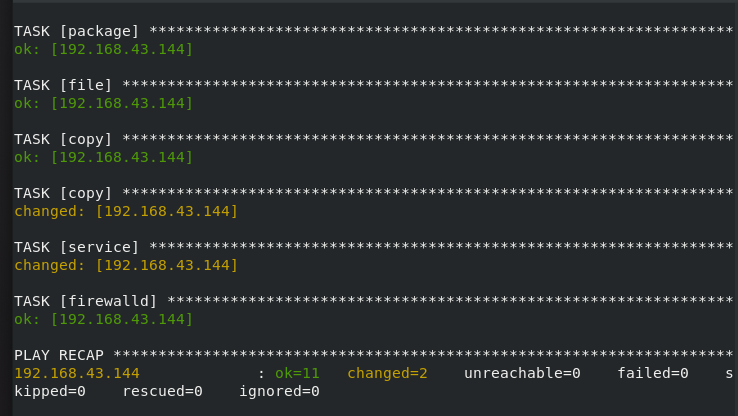 TASK [package] *****************************************************************
ok: [192.168.43.144]
TASK [file] ********************************************************************
ok: [192.168.43.144]
TASK [copy] ********************************************************************
ok: [192.168.43.144]
TASK [copy] ********************************************************************
changed: [192.168.43.144]
TASK [service] *****************************************************************
changed: [192.168.43.144]
TASK [firewalld] ***************************************************************
ok: [192.168.43.144]
PLAY RECAP *********************************************************************
192.168.43.144             : ok=11   changed=2    unreachable=0    failed=0    s
kipped=0    rescued=0    ignored=0